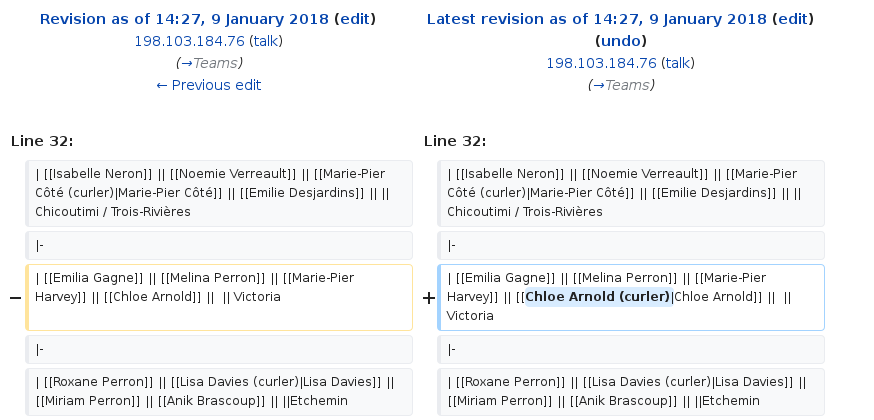 Revision as of 14:27, 9 January 2018 (edit)
198.103.184.76 (talk)
(→Teams)
← Previous edit
Latest revision as of 14:27, 9 January 2018 (edit)
(undo)
198.103.184.76 (talk)
(→Teams)
Line 32:
Line 32:
| [[Isabelle Neron]] || [[Noemie Verreault]] || [[Marie-Pier
Côté (curler)|Marie-Pier Côté]] || [[Emilie Desjardins]] || ||
Chicoutimi / Trois-Rivières
| [[Isabelle Neron]] || [[Noemie Verreault]] || [[Marie-Pier
Côté (curler)|Marie-Pier Côté]] || [[Emilie Desjardins]] || ||
Chicoutimi / Trois-Rivières
|-
|-
− | [[Emilia Gagne]] || [[Melina Perron]] || [[Marie-Pier
Harvey]] || [[Chloe Arnold]] ||  || Victoria
+ | [[Emilia Gagne]] || [[Melina Perron]] || [[Marie-Pier
Harvey]] || [[Chloe Arnold (curler)|Chloe Arnold]] ||  ||
Victoria
|-
|-
| [[Roxane Perron]] || [[Lisa Davies (curler)|Lisa Davies]] ||
[[Miriam Perron]] || [[Anik Brascoup]] || ||Etchemin
| [[Roxane Perron]] || [[Lisa Davies (curler)|Lisa Davies]] ||
[[Miriam Perron]] || [[Anik Brascoup]] || ||Etchemin